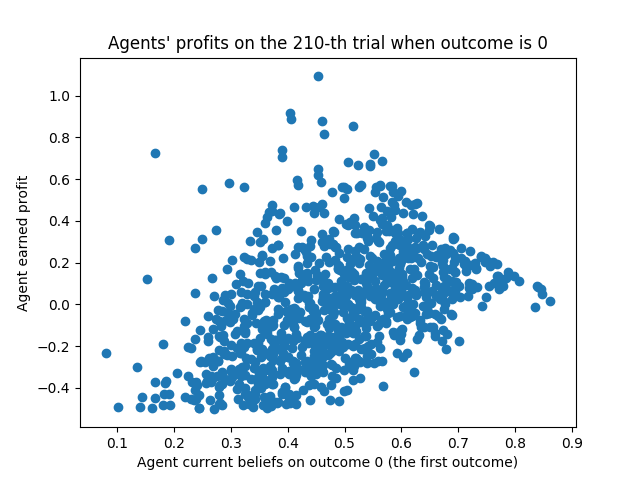 Agents' profits on the 210-th trial when outcome is 0
1.0
0.8
0.6
0.4
0.2
0.0
−0.2
−0.4
Agent earned profit
0.1 0.2 0.3 0.4 0.5 0.6 0.7 0.8 0.9
Agent current beliefs on outcome 0 (the first outcome)